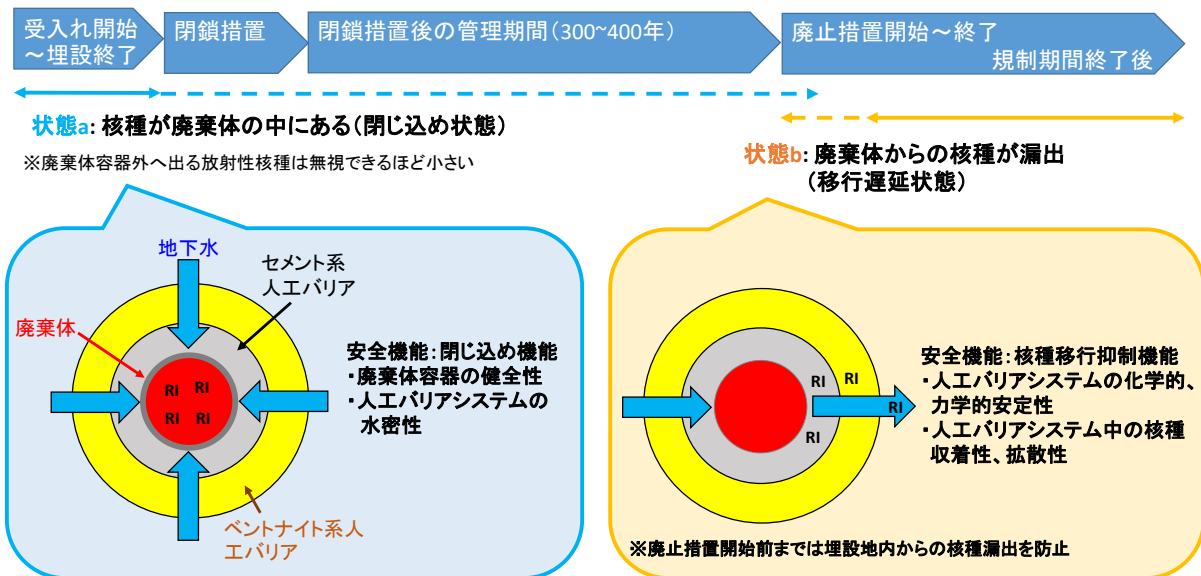 受入れ開始
～埋設終了
閉鎖措置
閉鎖措置後の管理期間（300~400年）
廃止措置開始～終了
規制期間終了後
状態a: 核種が廃棄体の中にある（閉じ込め状態）
※廃棄体容器外へ出る放射性核種は無視できるほど小さい
状態b: 廃棄体からの核種が漏出
（移行遅延状態）
地下水
セメント系
人工バリア
廃棄体
RI RI
RI RI
安全機能：閉じ込め機能
・廃棄体容器の健全性
・人工バリアシステムの
水密性
ベントナイト系人
工バリア
RI RI
RI
RI
安全機能：核種移行抑制機能
・人工バリアシステムの化学的、
力学的安定性
・人工バリアシステム中の核種
収着性、拡散性
※廃止措置開始前までは埋設地内からの核種漏出を防止